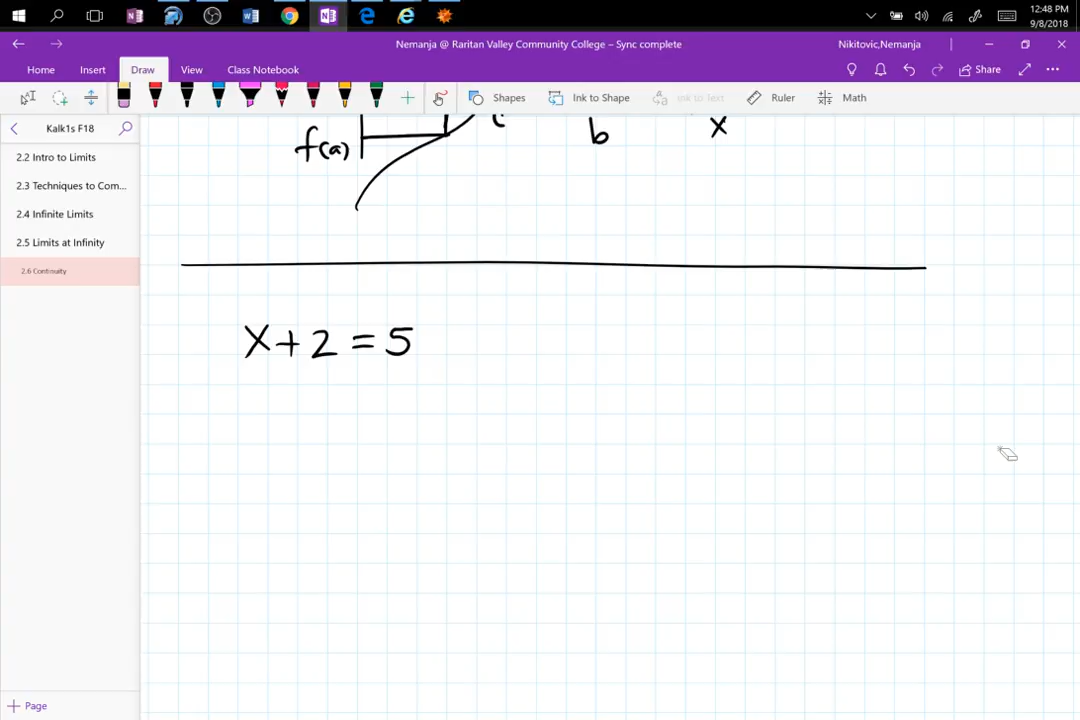 12:48 PM
9/8/2018
Nemanja @ Raritan Valley Community College – Sync complete
Nikitovic,Nemanja
Home Insert Draw View Class Notebook
Share
Shapes Ink to Shape Ink to Text Ruler Math
Kalk1s F18
2.2 Intro to Limits
2.3 Techniques to Com...
2.4 Infinite Limits
2.5 Limits at Infinity
2.6 Continuity
f(a) b x
x+2=5
+ Page